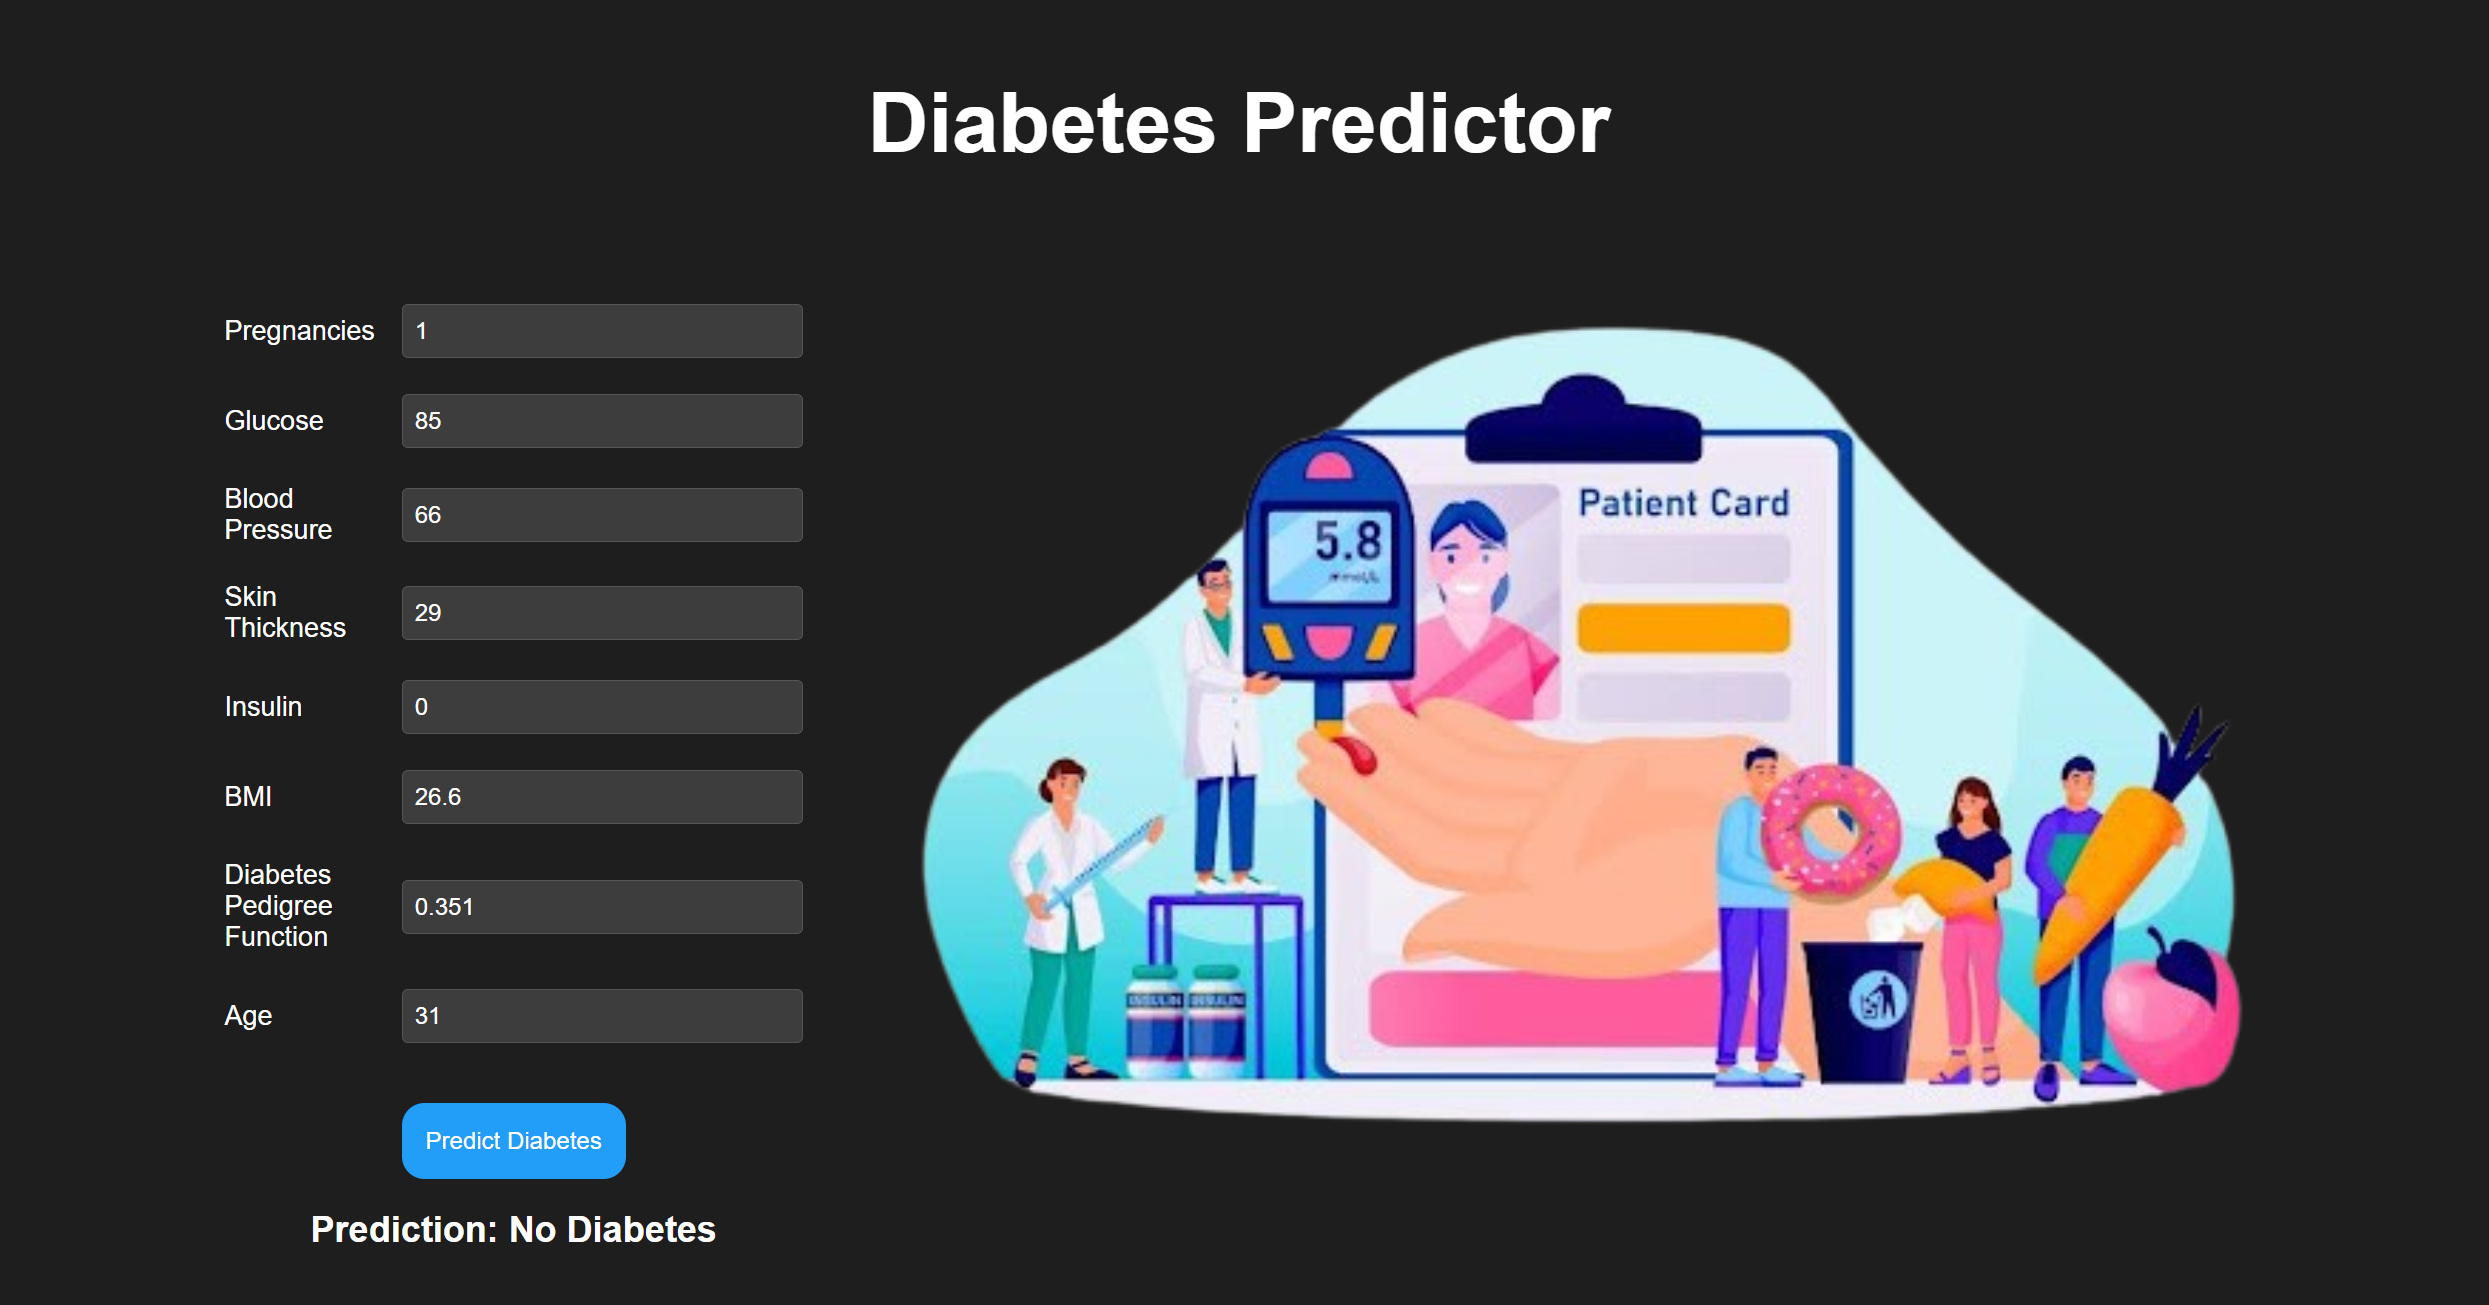 Diabetes Predictor
Pregnancies
1
Glucose
85
Blood
Pressure
66
Skin
Thickness
29
Insulin
0
BMI
26.6
Diabetes
Pedigree
Function
0.351
Age
31
Predict Diabetes
Prediction: No Diabetes
Patient Card
5.8
mmol/L
INSULIN
INSULIN